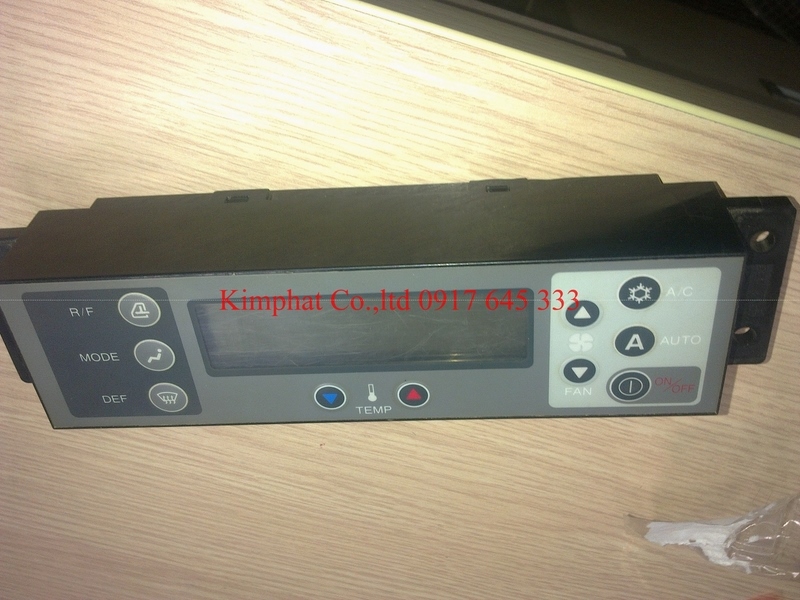 Kimphat Co.,ltd 0917 645 333
R/F
MODE
DEF
TEMP
A/C
A AUTO
FAN
ON/OFF